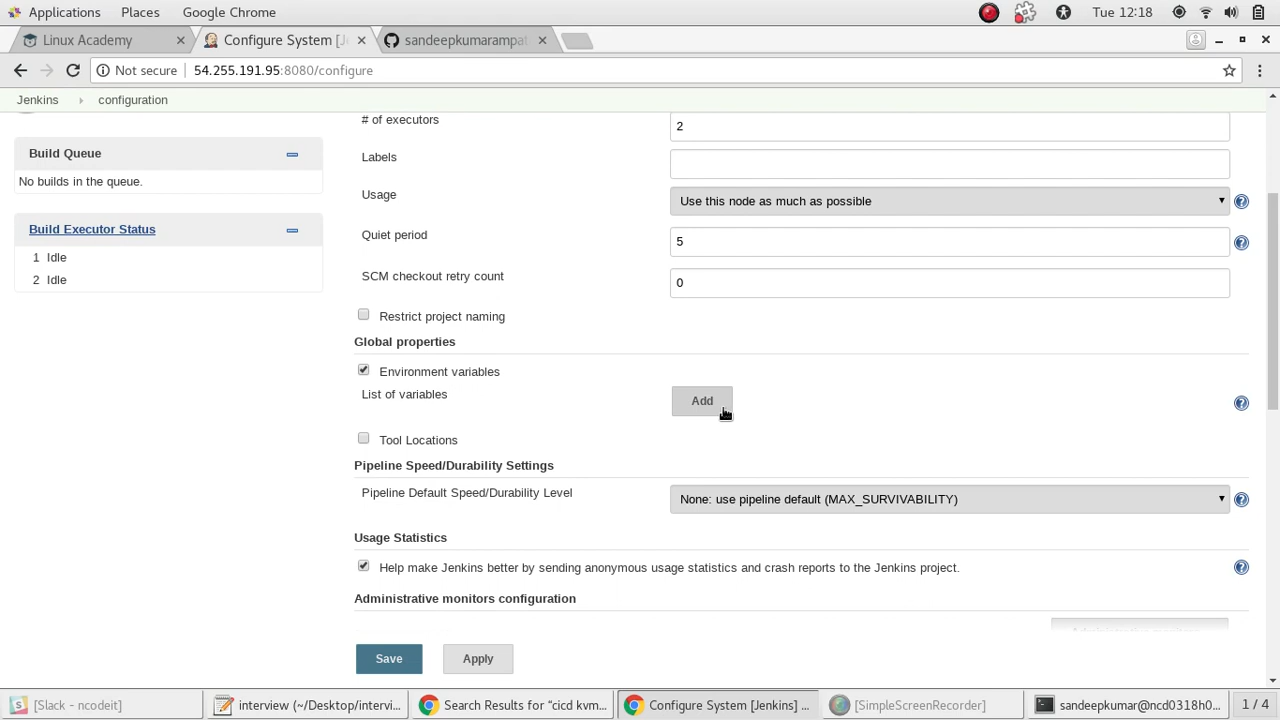 Applications Places Google Chrome Tue 12:18
Linux Academy Configure System [J sandeepkumarampat
Not secure 54.255.191.95:8080/configure
Jenkins configuration
# of executors 2
Build Queue
Labels
No builds in the queue.
Usage Use this node as much as possible
Build Executor Status
Quiet period 5
1 Idle
SCM checkout retry count 0
2 Idle
Restrict project naming
Global properties
Environment variables
List of variables Add
Tool Locations
Pipeline Speed/Durability Settings
Pipeline Default Speed/Durability Level None: use pipeline default (MAX_SURVIVABILITY)
Usage Statistics
Help make Jenkins better by sending anonymous usage statistics and crash reports to the Jenkins project.
Administrative monitors configuration
Save Apply
[Slack - ncodeit] interview (~/Desktop/intervi... Search Results for “cicd kvm... Configure System [Jenkins] ... [SimpleScreenRecorder] sandeepkumar@ncd0318h0... 1 / 4